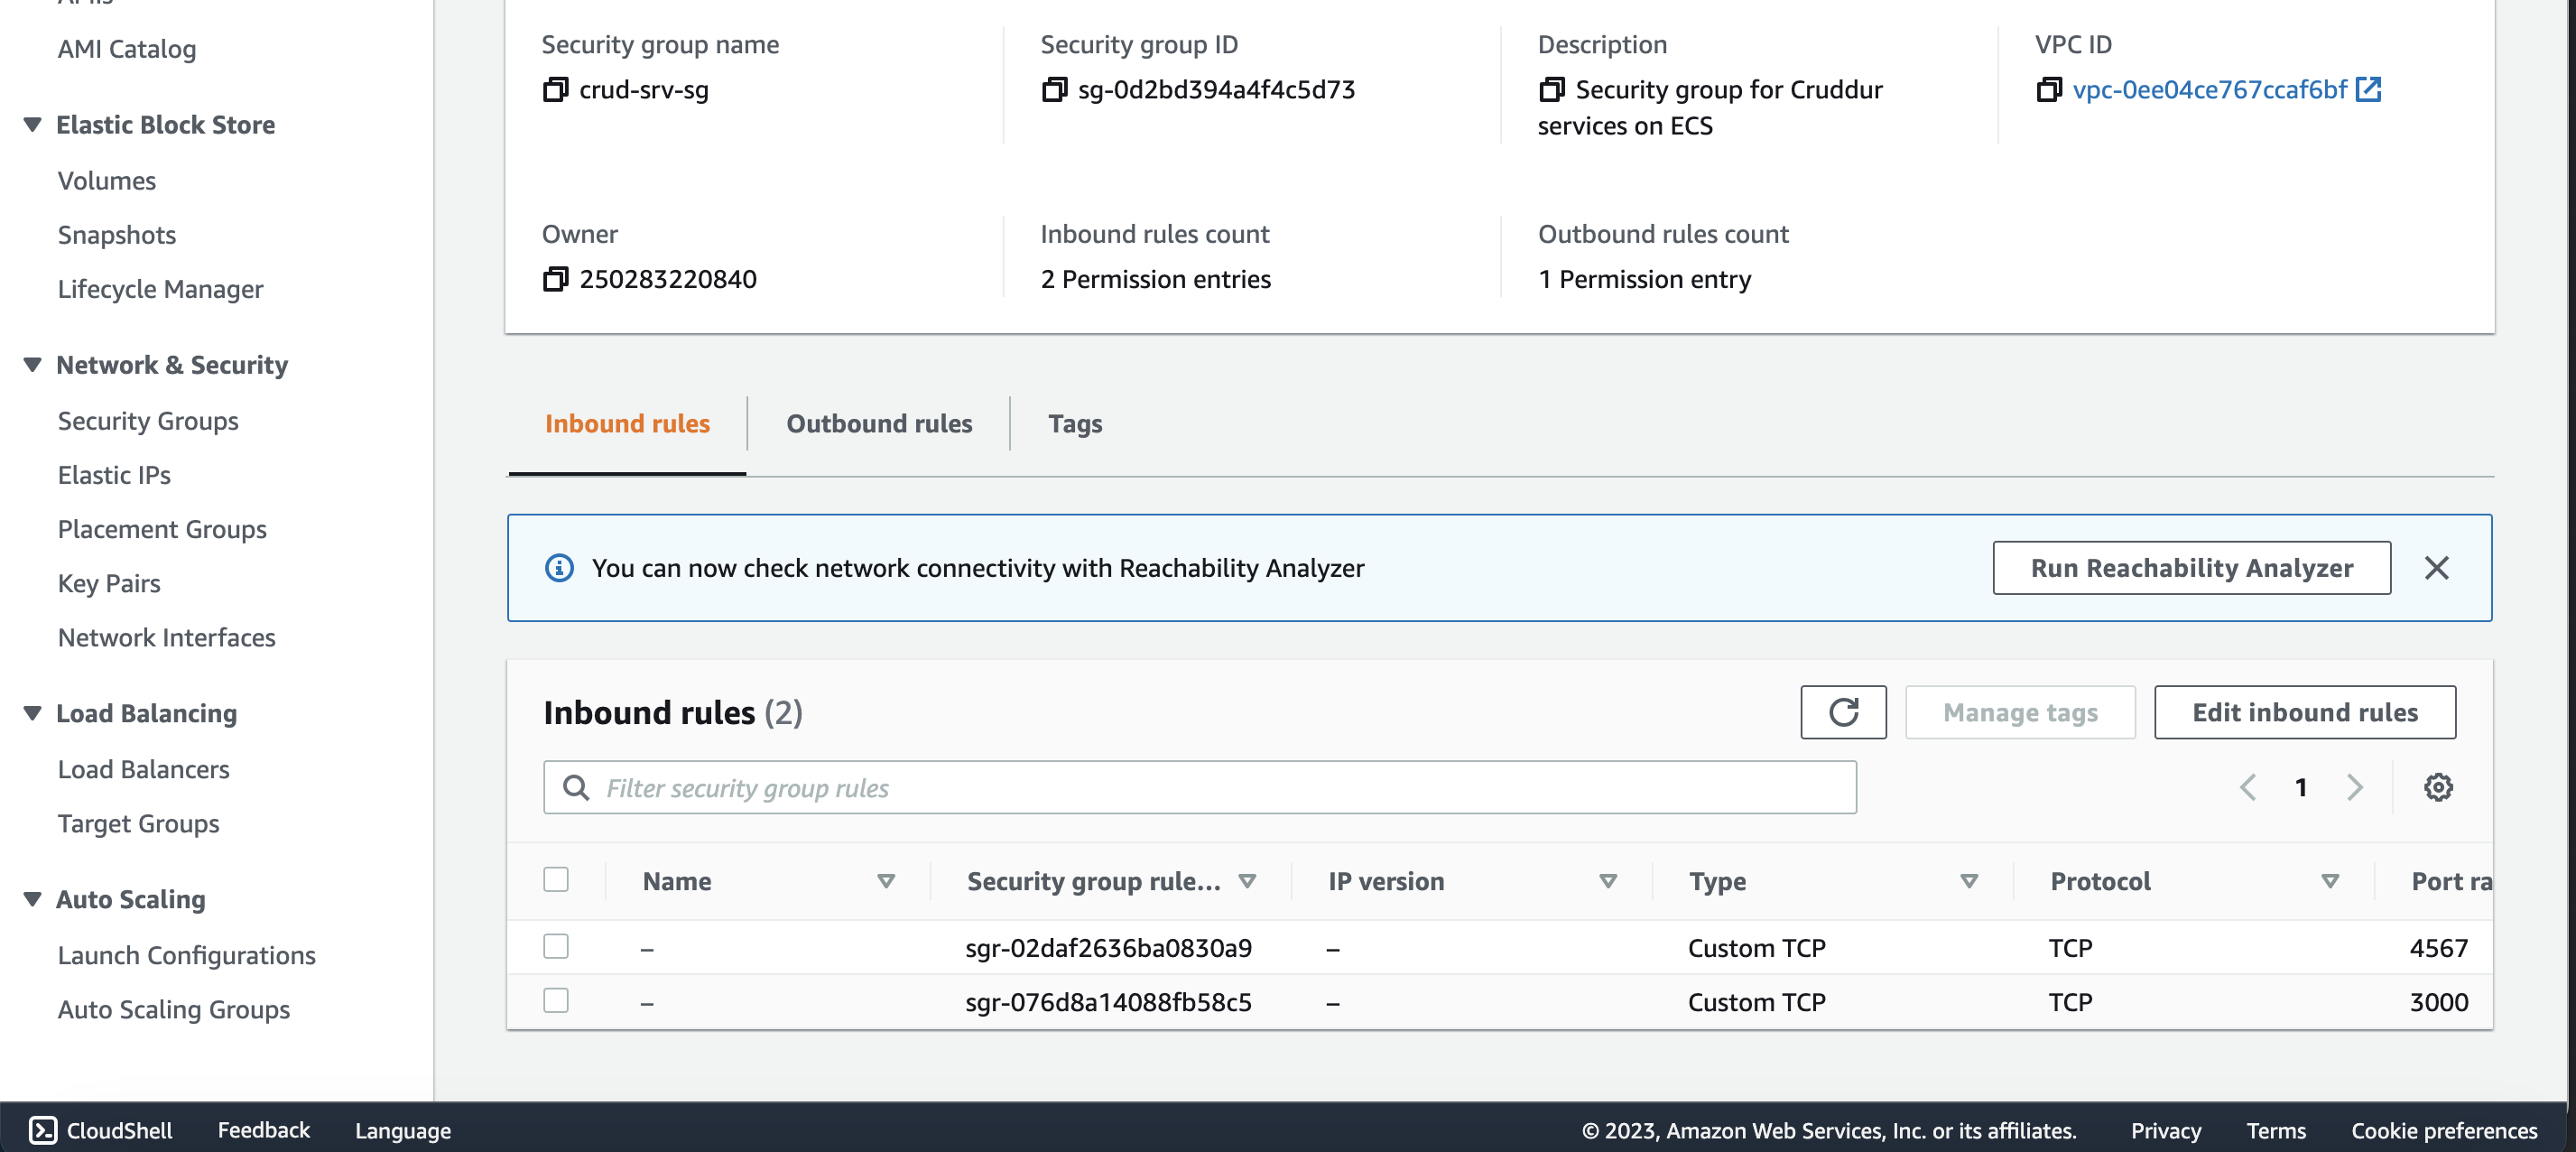 AMIs
AMI Catalog
Elastic Block Store
Volumes
Snapshots
Lifecycle Manager
Network & Security
Security Groups
Elastic IPs
Placement Groups
Key Pairs
Network Interfaces
Load Balancing
Load Balancers
Target Groups
Auto Scaling
Launch Configurations
Auto Scaling Groups
Security group name
crud-srv-sg
Security group ID
sg-0d2bd394a4f4c5d73
Description
Security group for Cruddur
services on ECS
VPC ID
vpc-0ee04ce767ccaf6bf
Owner
250283220840
Inbound rules count
2 Permission entries
Outbound rules count
1 Permission entry
Inbound rules Outbound rules Tags
You can now check network connectivity with Reachability Analyzer Run Reachability Analyzer
Inbound rules (2) Manage tags Edit inbound rules
Filter security group rules 1
Name Security group rule... IP version Type Protocol Port ra
– sgr-02daf2636ba0830a9 – Custom TCP TCP 4567
– sgr-076d8a14088fb58c5 – Custom TCP TCP 3000
CloudShell Feedback Language © 2023, Amazon Web Services, Inc. or its affiliates. Privacy Terms Cookie preferences